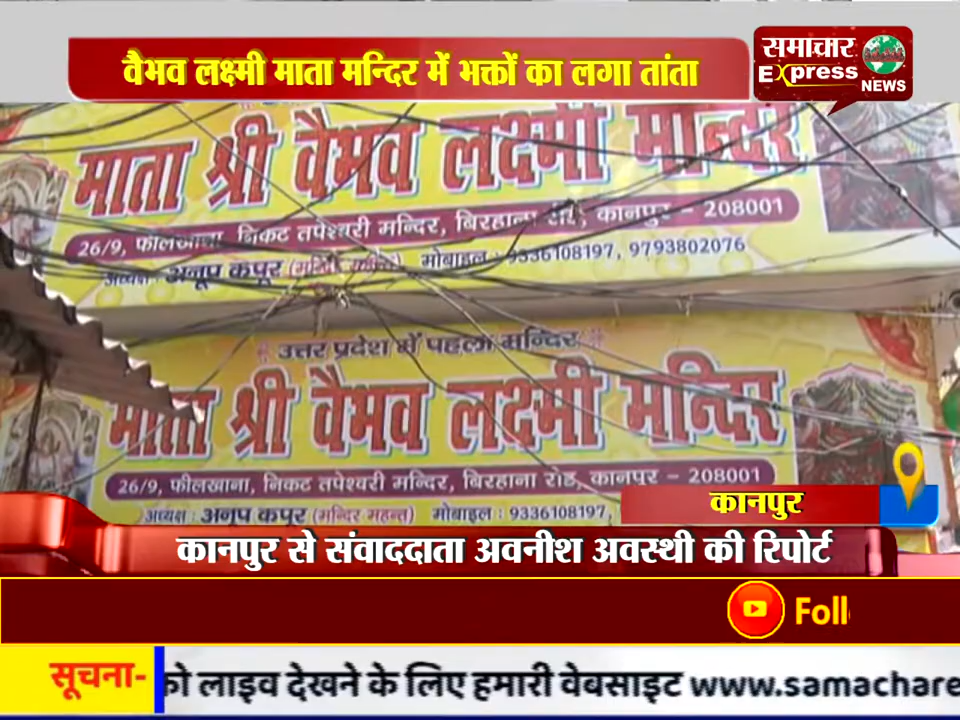 वैभव लक्ष्मी माता मन्दिर में भक्तों का लगा तांता
समाचार
Express
NEWS
माता श्री वैभव लक्ष्मी मन्दिर
26/9, फीलखाना, निकट तपेश्वरी मन्दिर, बिरहाना रोड, कानपुर - 208001
अध्यक्ष : अनूप कपूर (मन्दिर महन्त) मोबाइल : 9336108197, 9793802076
उत्तर प्रदेश में पहला मन्दिर
माता श्री वैभव लक्ष्मी मन्दिर
26/9, फीलखाना, निकट तपेश्वरी मन्दिर, बिरहाना रोड, कानपुर - 208001
अध्यक्ष : अनूप कपूर (मन्दिर महन्त) मोबाइल : 9336108197,
कानपुर
कानपुर से संवाददाता अवनीश अवस्थी की रिपोर्ट
Foll
सूचना- को लाइव देखने के लिए हमारी वेबसाइट www.samachare